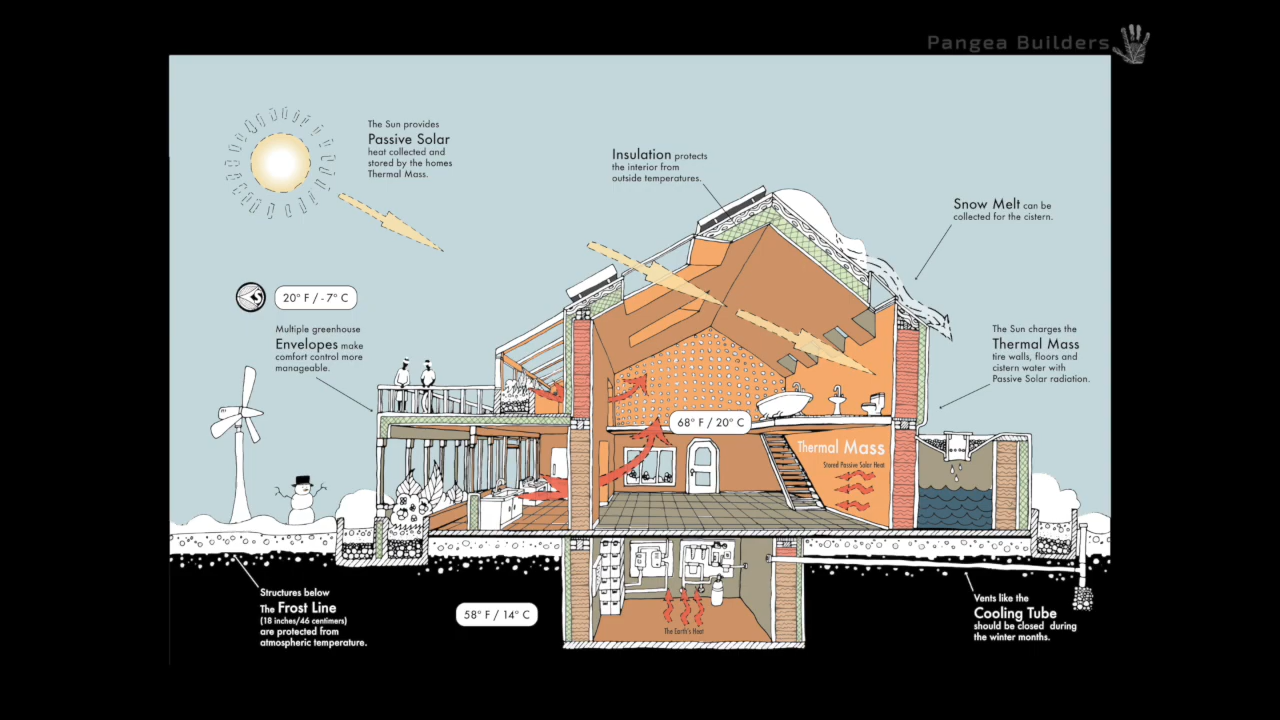 Pangea Builders
The Sun provides
Passive Solar
heat collected and
stored by the homes
Thermal Mass.
Insulation protects
the interior from
outside temperatures.
Snow Melt can be
collected for the cistern.
20° F / - 7° C
Multiple greenhouse
Envelopes make
comfort control more
manageable.
The Sun charges the
Thermal Mass
tire walls, floors and
cistern water with
Passive Solar radiation.
68° F / 20° C
Thermal Mass
Stored Passive Solar Heat
Structures below
The Frost Line
(18 inches/46 centimers)
are protected from
atmospheric temperature.
58° F / 14° C
The Earth's Heat
Vents like the
Cooling Tube
should be closed during
the winter months.